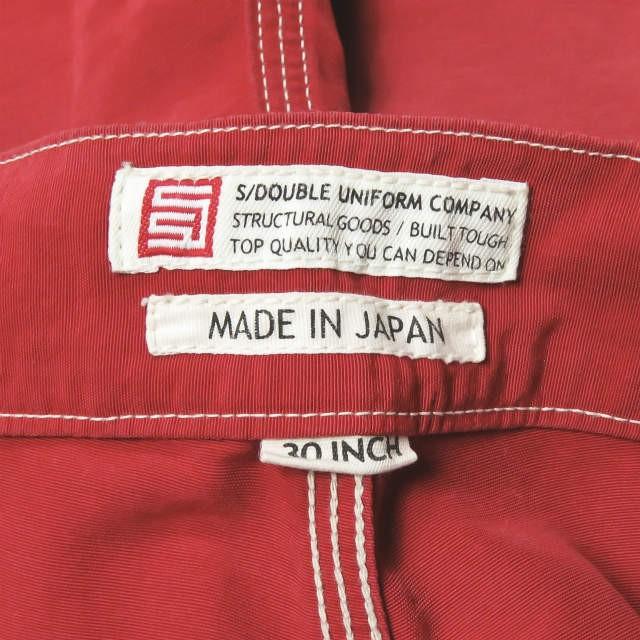 S/DOUBLE UNIFORM COMPANY
STRUCTURAL GOODS / BUILT TOUGH
TOP QUALITY YOU CAN DEPEND ON
MADE IN JAPAN
30 INCH